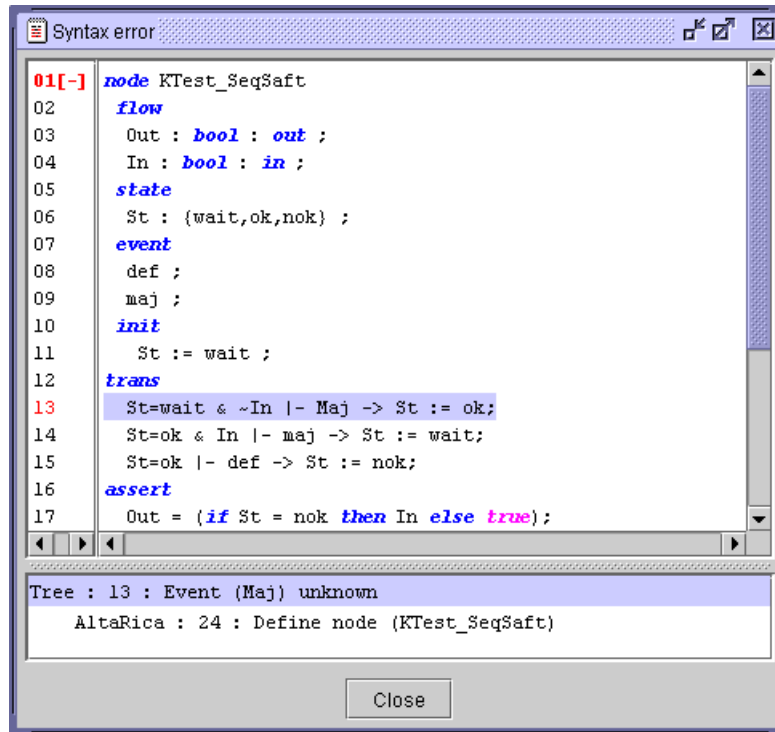 Syntax error
01[-] node KTest_SeqSaft
02 flow
03 Out : bool : out ;
04 In : bool : in ;
05 state
06 St : {wait,ok,nok} ;
07 event
08 def ;
09 maj ;
10 init
11 St := wait ;
12 trans
13 St=wait & ~In |- Maj -> St := ok;
14 St=ok & In |- maj -> St := wait;
15 St=ok |- def -> St := nok;
16 assert
17 Out = (if St = nok then In else true);
Tree : 13 : Event (Maj) unknown
AltaRica : 24 : Define node (KTest_SeqSaft)
Close